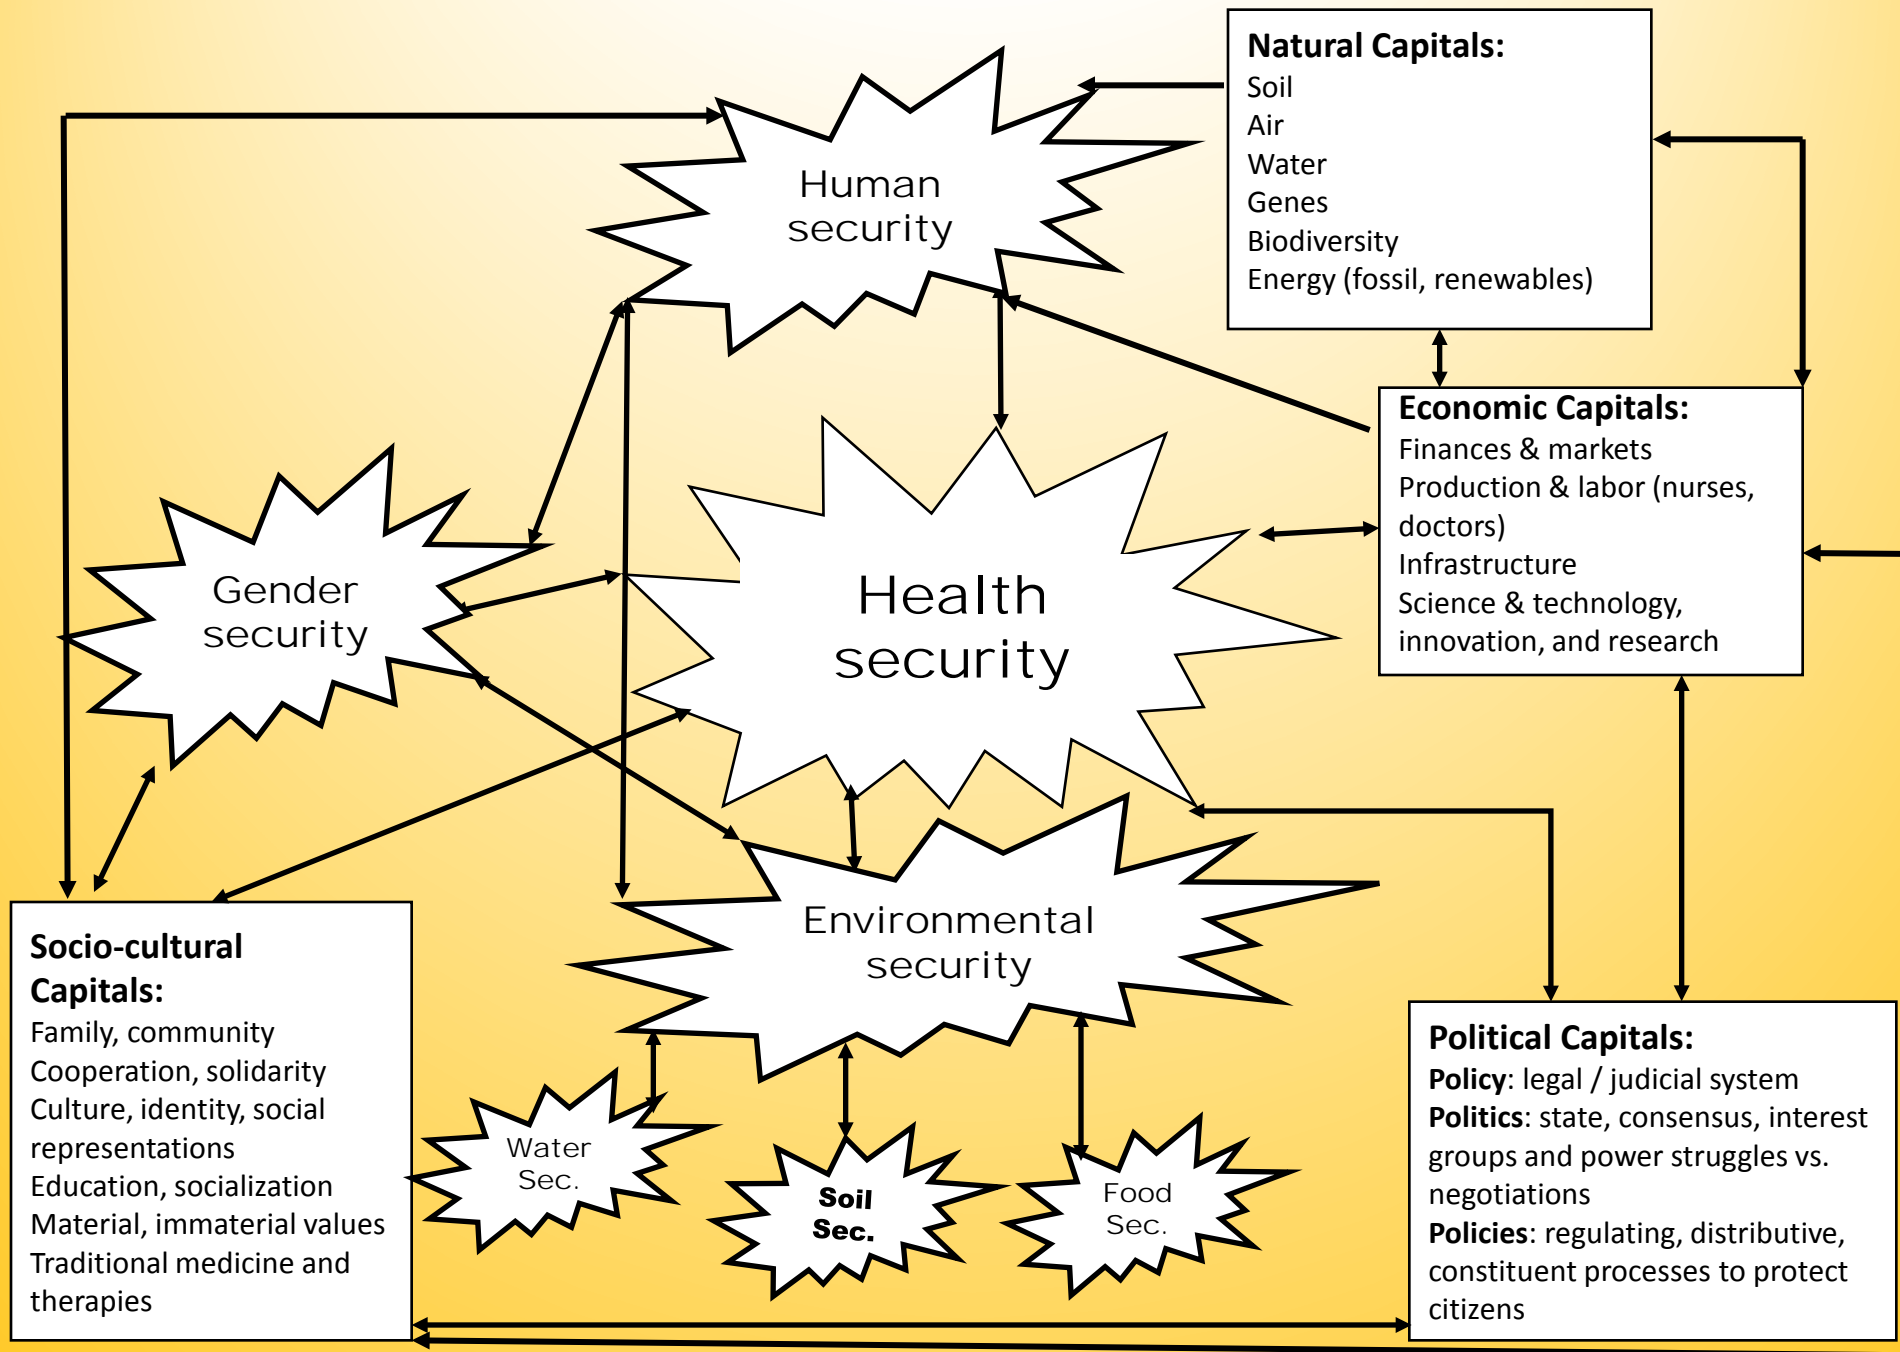 Natural Capitals:
Soil
Air
Water
Genes
Biodiversity
Energy (fossil, renewables)
Human
security
Economic Capitals:
Finances & markets
Production & labor (nurses,
doctors)
Infrastructure
Science & technology,
innovation, and research
Gender
security
Health
security
Environmental
security
Socio-cultural
Capitals:
Family, community
Cooperation, solidarity
Culture, identity, social
representations
Education, socialization
Material, immaterial values
Traditional medicine and
therapies
Water
Sec.
Soil
Sec.
Food
Sec.
Political Capitals:
Policy: legal / judicial system
Politics: state, consensus, interest
groups and power struggles vs.
negotiations
Policies: regulating, distributive,
constituent processes to protect
citizens